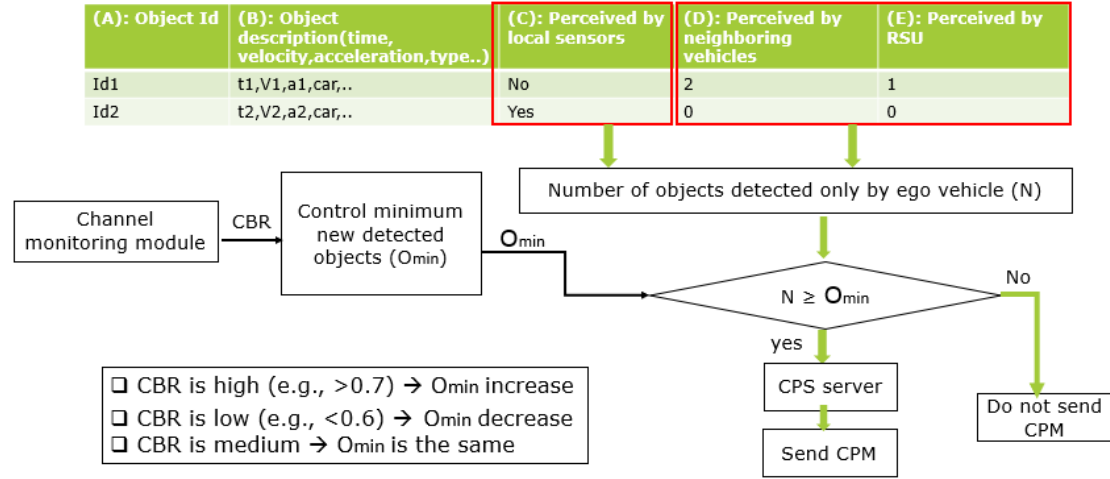 (A): Object Id
(B): Object
description(time,
velocity,acceleration,type..)
(C): Perceived by
local sensors
(D): Perceived by
neighboring
vehicles
(E): Perceived by
RSU
Id1
t1,V1,a1,car,..
No
2
1
Id2
t2,V2,a2,car,..
Yes
0
0
Number of objects detected only by ego vehicle (N)
Channel
monitoring module
CBR
Control minimum
new detected
objects (Omin)
Omin
N ≥ Omin
No
yes
CPS server
Send CPM
Do not send
CPM
❑ CBR is high (e.g., >0.7) → Omin increase
❑ CBR is low (e.g., <0.6) → Omin decrease
❑ CBR is medium → Omin is the same